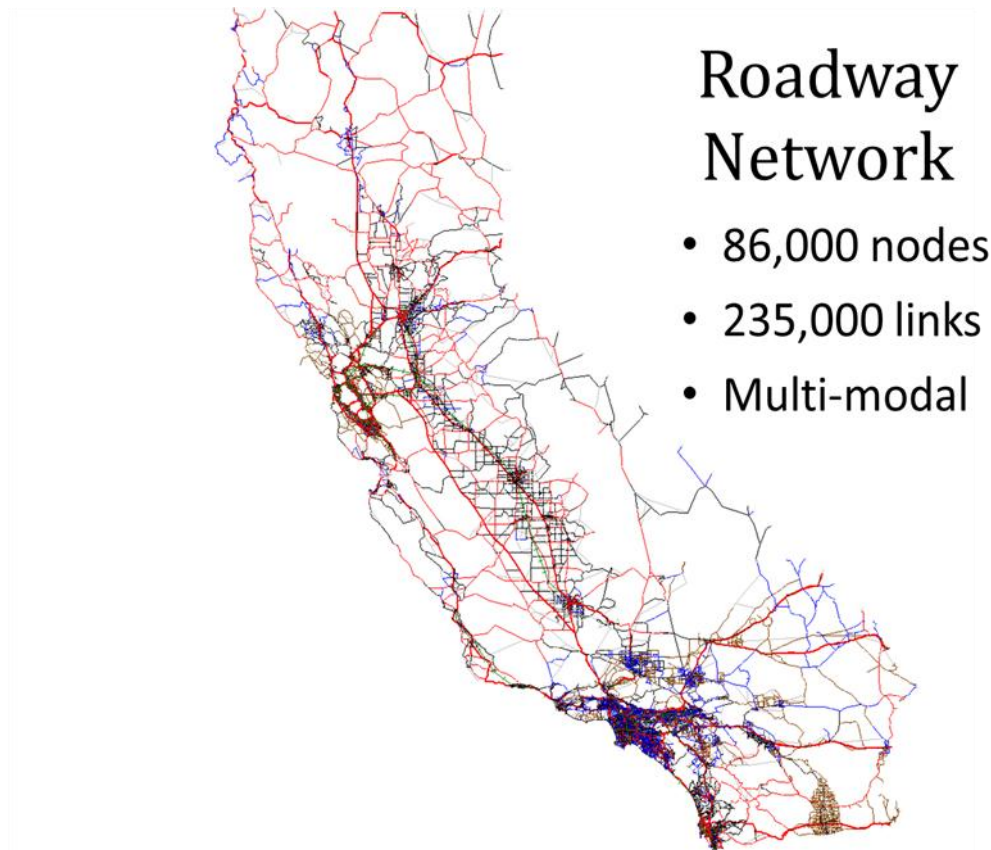 Roadway
Network
• 86,000 nodes
• 235,000 links
• Multi-modal